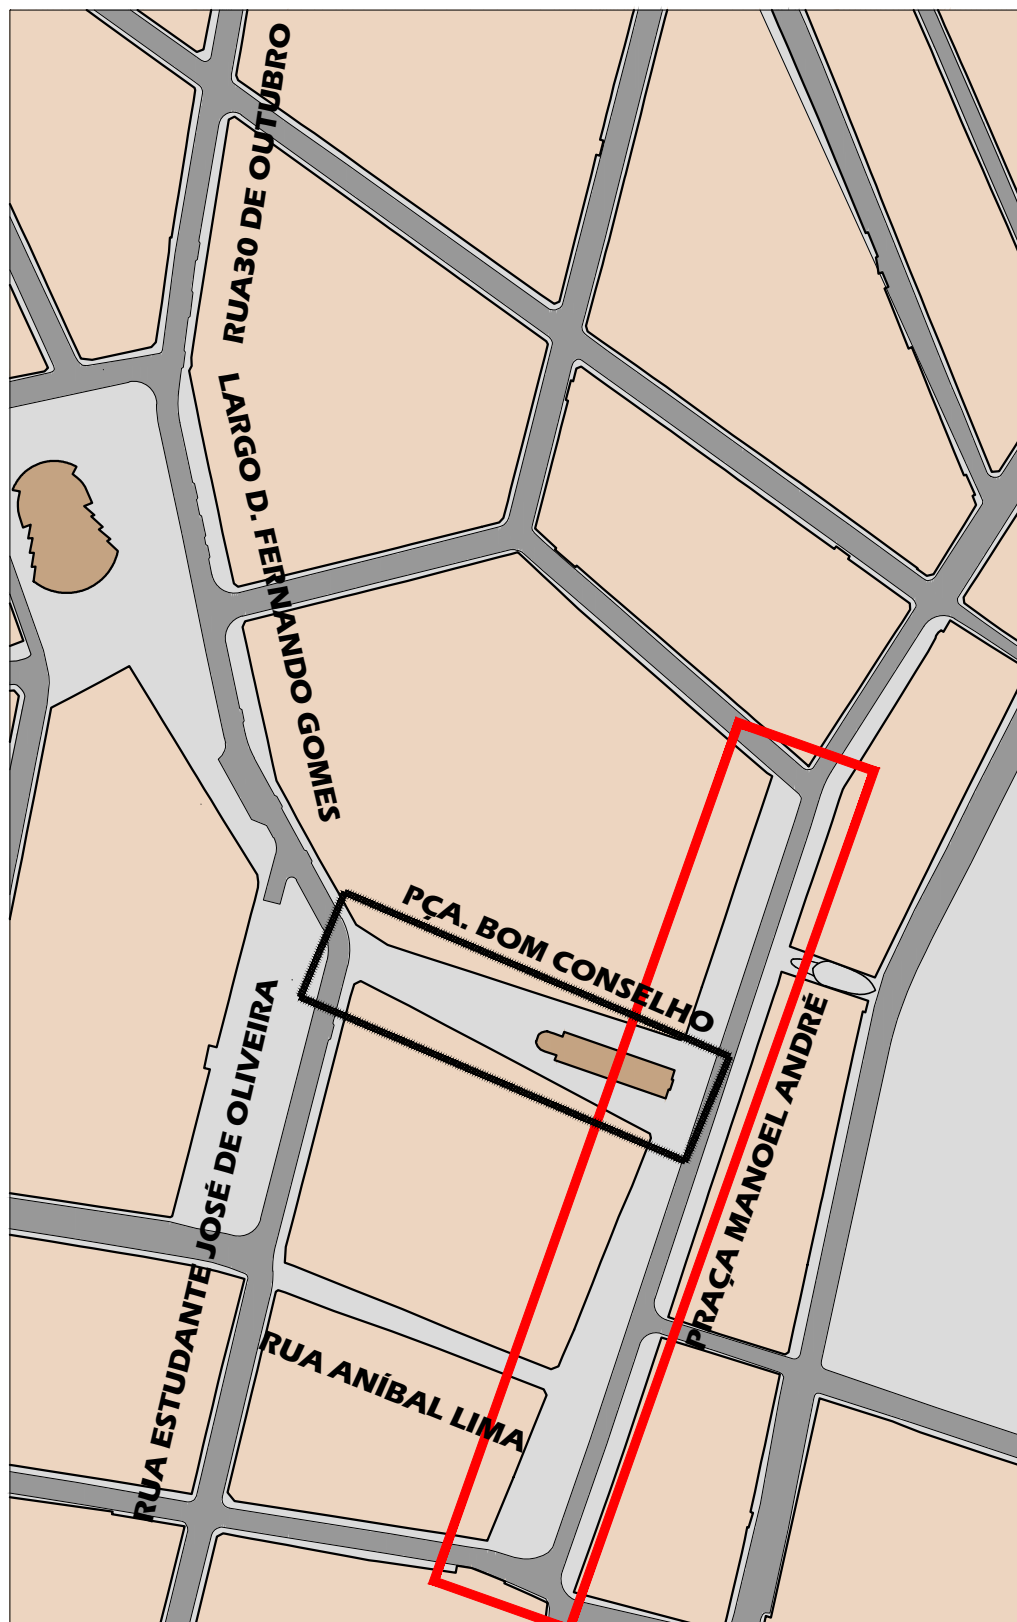 RUA30 DE OUTUBRO
LARGO D. FERNANDO GOMES
PÇA. BOM CONSELHO
RUA ESTUDANTE JOSÉ DE OLIVEIRA
PRAÇA MANOEL ANDRÉ
RUA ANÍBAL LIMA